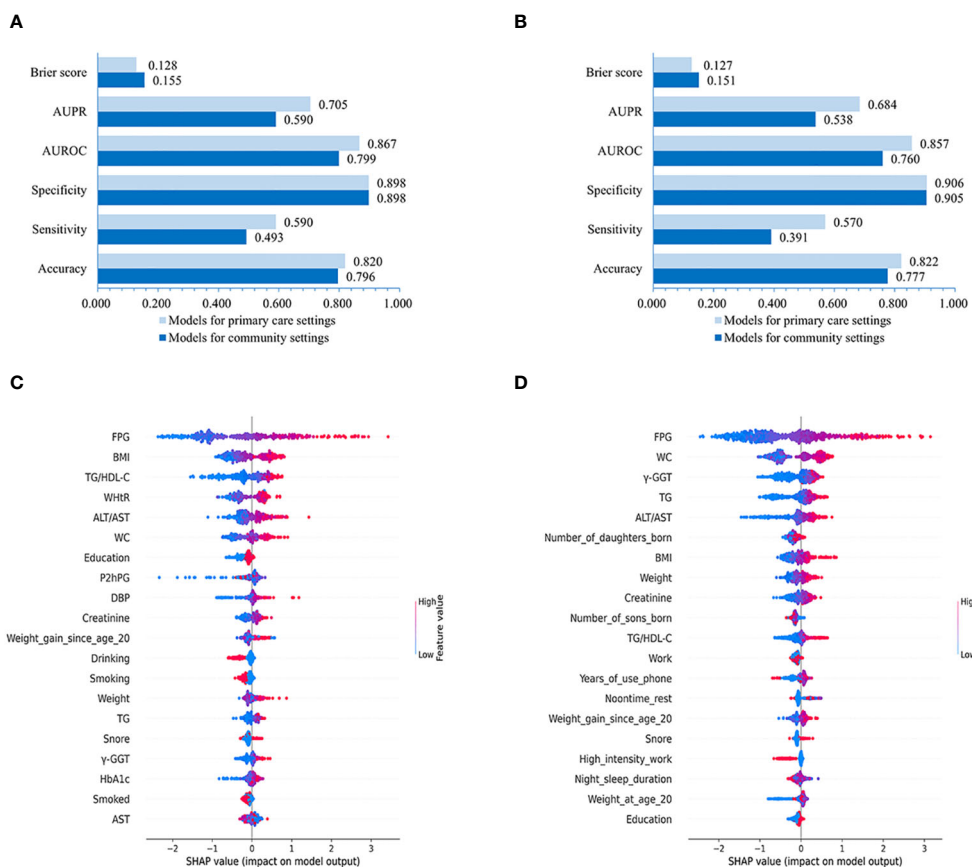 A
Brier score
0.128
0.155
AUPR
0.705
0.590
AUROC
0.867
0.799
Specificity
0.898
0.898
Sensitivity
0.590
0.493
Accuracy
0.820
0.796
0.000 0.200 0.400 0.600 0.800 1.000
Models for primary care settings
Models for community settings
B
Brier score
0.127
0.151
AUPR
0.684
0.538
AUROC
0.857
0.760
Specificity
0.906
0.905
Sensitivity
0.570
0.391
Accuracy
0.822
0.777
0.000 0.200 0.400 0.600 0.800 1.000
Models for primary care settings
Models for community settings
C
FPG
BMI
TG/HDL-C
WHtR
ALT/AST
WC
Education
P2hPG
DBP
Creatinine
Weight_gain_since_age_20
Drinking
Smoking
Weight
TG
Snore
γ-GGT
HbA1c
Smoked
AST
-2 -1 0 1 2 3
SHAP value (impact on model output)
High
Low
Feature value
D
FPG
WC
γ-GGT
TG
ALT/AST
Number_of_daughters_born
BMI
Weight
Creatinine
Number_of_sons_born
TG/HDL-C
Work
Years_of_use_phone
Noontime_rest
Weight_gain_since_age_20
Snore
High_intensity_work
Night_sleep_duration
Weight_at_age_20
Education
-2 -1 0 1 2 3
SHAP value (impact on model output)
Low